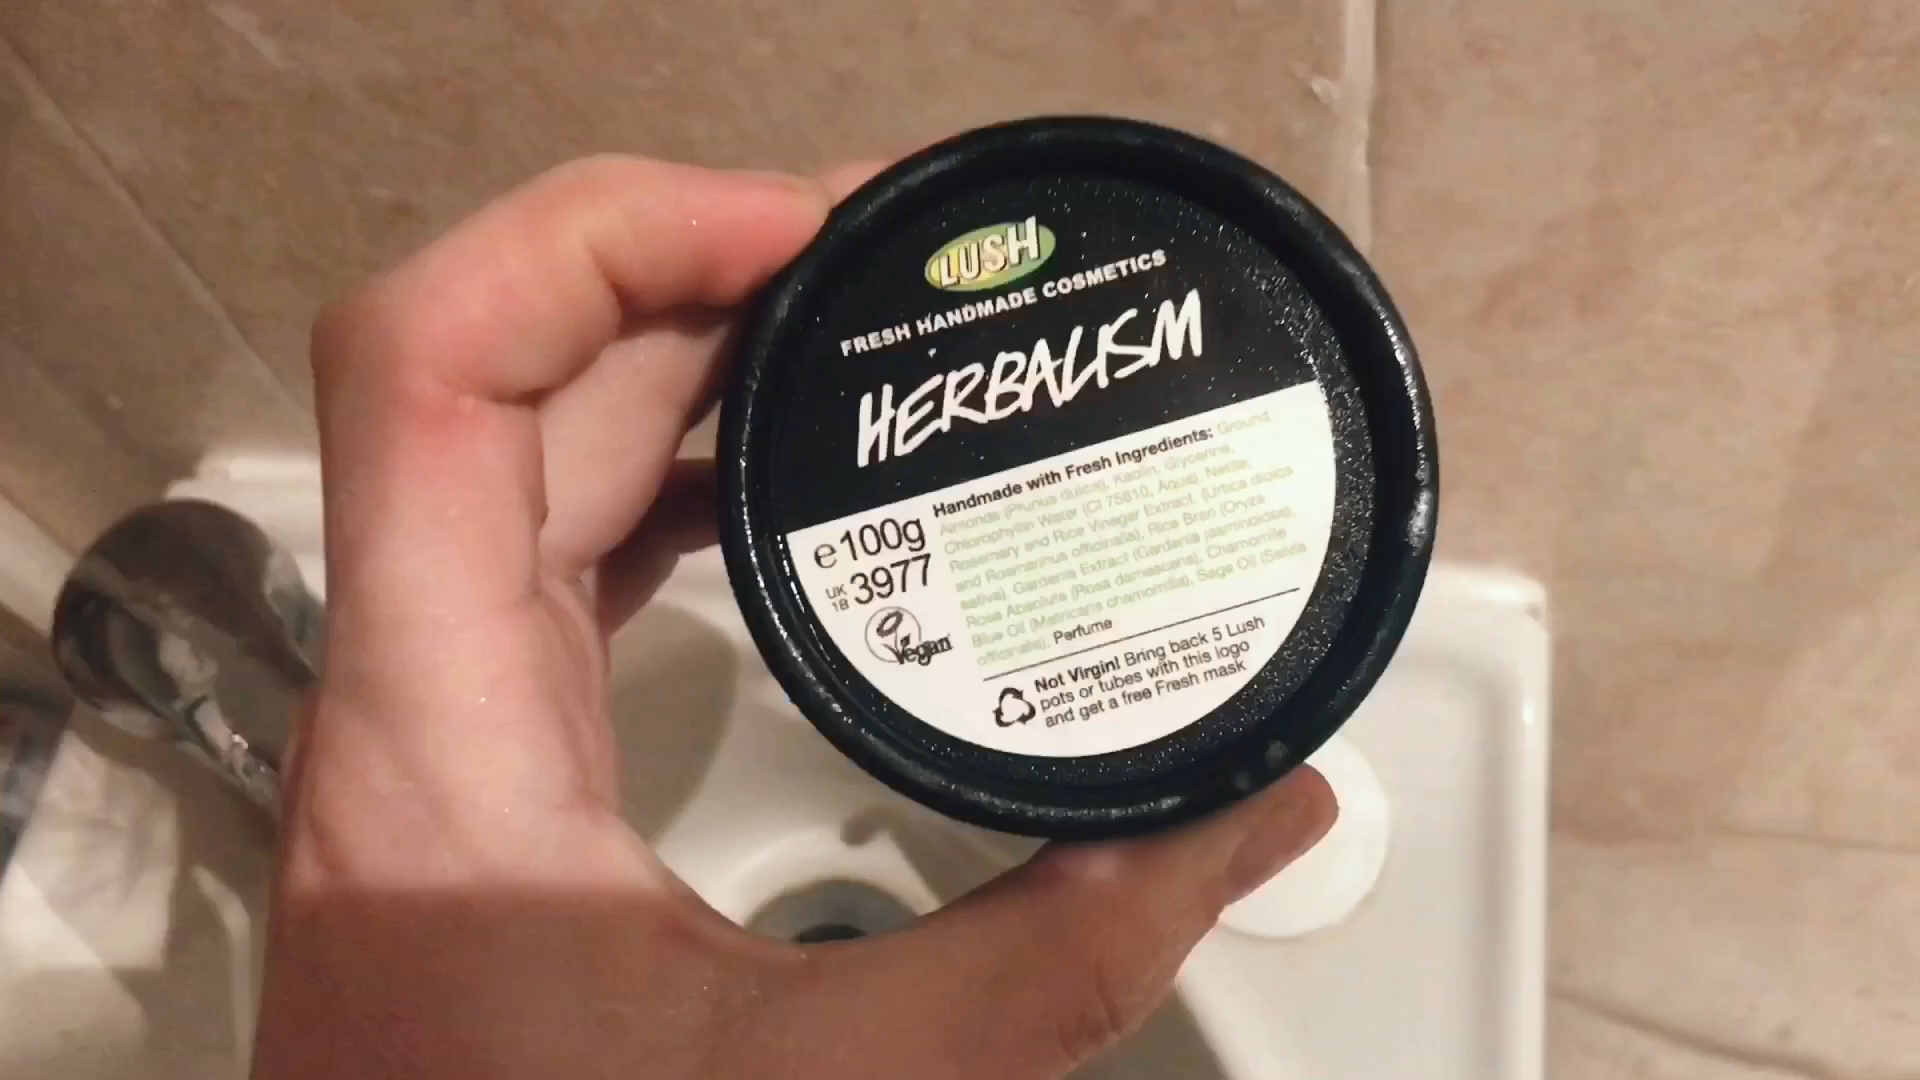 LUSH
FRESH HANDMADE COSMETICS
HERBALISM
Handmade with Fresh Ingredients: Ground
Almonds (Prunus dulcis), Kaolin, Glycerine,
Chlorophyllin Water (CI 75810, Aqua), Nettle,
Rosemary and Rice Vinegar Extract, (Urtica dioica
and Rosmarinus officinalis), Rice Bran (Oryza
sativa), Gardenia Extract (Gardenia jasminoides),
Rose Absolute (Rosa damascena), Chamomile
Blue Oil (Matricaria chamomilla), Sage Oil (Salvia
officinalis), Perfume
e100g
UK 18 3977
Vegan
Not Virgin! Bring back 5 Lush
pots or tubes with this logo
and get a free Fresh mask